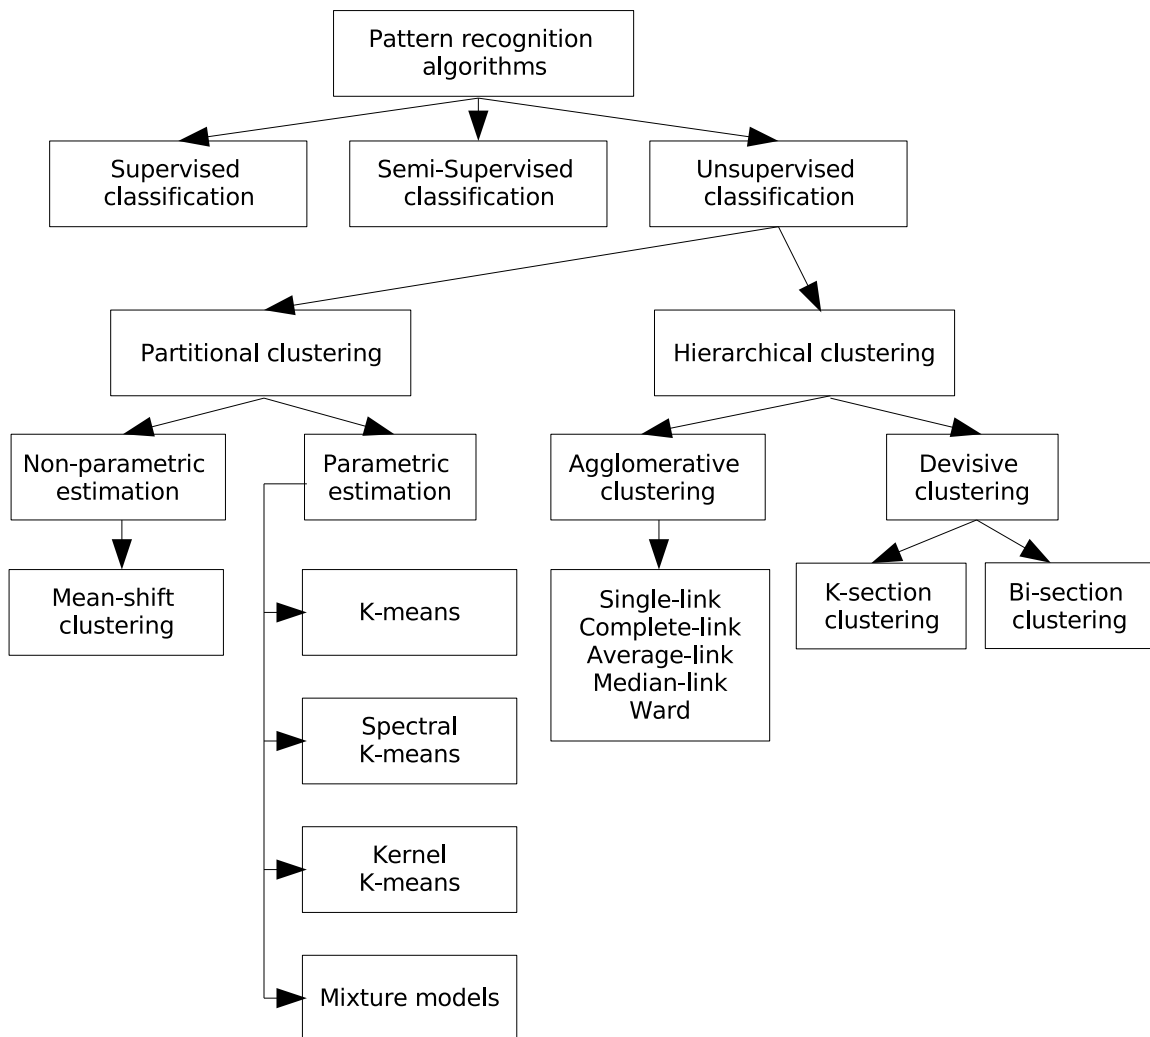 Pattern recognition
algorithms
Supervised
classification
Semi-Supervised
classification
Unsupervised
classification
Partitional clustering
Hierarchical clustering
Non-parametric
estimation
Parametric
estimation
Agglomerative
clustering
Devisive
clustering
Mean-shift
clustering
K-means
Single-link
Complete-link
Average-link
Median-link
Ward
K-section
clustering
Bi-section
clustering
Spectral
K-means
Kernel
K-means
Mixture models